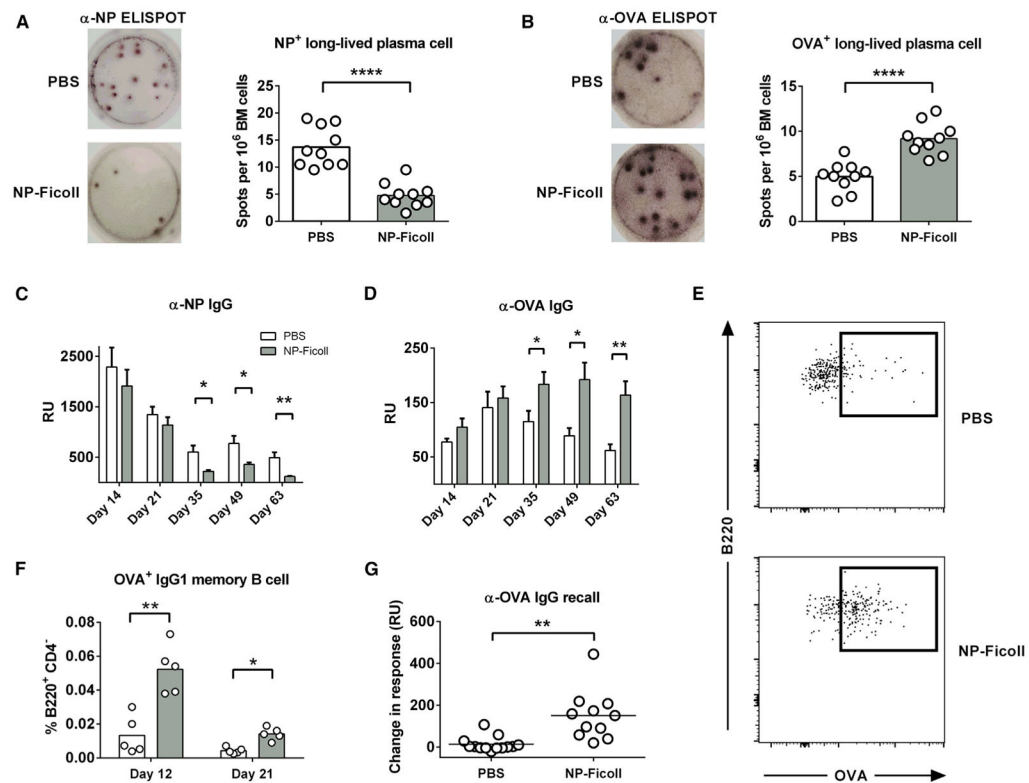 A
α-NP ELISPOT
PBS
NP-Ficoll
NP⁺ long-lived plasma cell
****
Spots per 10⁶ BM cells
25
20
15
10
5
0
PBS
NP-Ficoll
B
α-OVA ELISPOT
PBS
NP-Ficoll
OVA⁺ long-lived plasma cell
****
Spots per 10⁶ BM cells
15
10
5
0
PBS
NP-Ficoll
C
α-NP IgG
PBS
NP-Ficoll
RU
2500
1500
500
*
*
**
Day 14
Day 21
Day 35
Day 49
Day 63
D
α-OVA IgG
RU
250
150
50
*
*
**
Day 14
Day 21
Day 35
Day 49
Day 63
E
B220
PBS
NP-Ficoll
OVA
F
OVA⁺ IgG1 memory B cell
% B220⁺ CD4⁻
0.08
0.06
0.04
0.02
0.00
**
*
Day 12
Day 21
G
α-OVA IgG recall
Change in response (RU)
600
400
200
0
**
PBS
NP-Ficoll